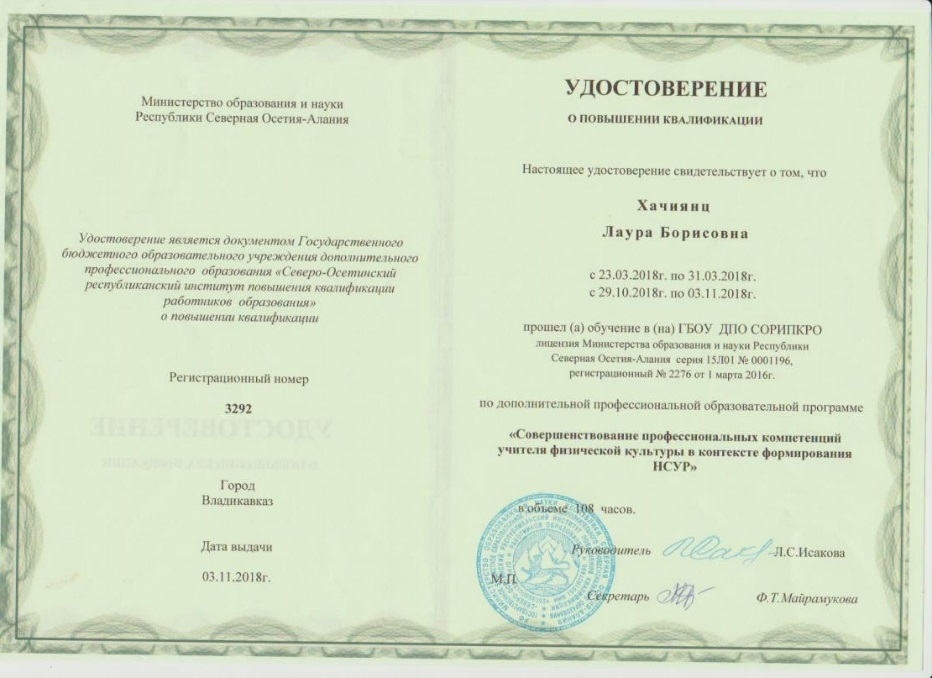 Министерство образования и науки
Республики Северная Осетия-Алания
Удостоверение является документом Государственного
бюджетного образовательного учреждения дополнительного
профессионального образования «Северо-Осетинский
республиканский институт повышения квалификации
работников образования»
о повышении квалификации
Регистрационный номер
3292
Город
Владикавказ
Дата выдачи
03.11.2018г.
УДОСТОВЕРЕНИЕ
О ПОВЫШЕНИИ КВАЛИФИКАЦИИ
Настоящее удостоверение свидетельствует о том, что
Хачиянц
Лаура Борисовна
с 23.03.2018г. по 31.03.2018г.
с 29.10.2018г. по 03.11.2018г.
прошел (а) обучение в (на) ГБОУ ДПО СОРИПКРО
лицензия Министерства образования и науки Республики
Северная Осетия-Алания серия 15Л01 № 0001196,
регистрационный № 2276 от 1 марта 2016г.
по дополнительной профессиональной образовательной программе
«Совершенствование профессиональных компетенций
учителя физической культуры в контексте формирования
НСУР»
в объеме 108 часов.
Руководитель Л.С.Исакова
М.П.
Секретарь Ф.Т.Майрамукова